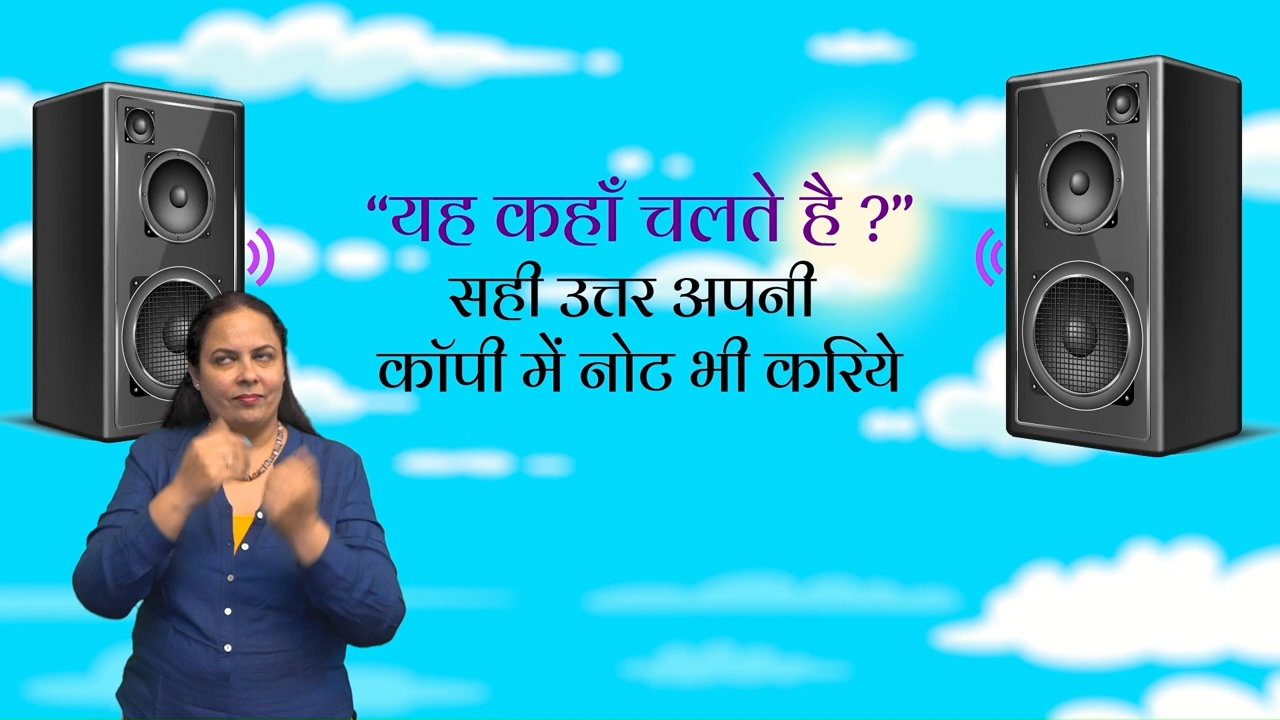 “यह कहाँ चलते है ?”
सही उत्तर अपनी
कॉपी में नोट भी करिये